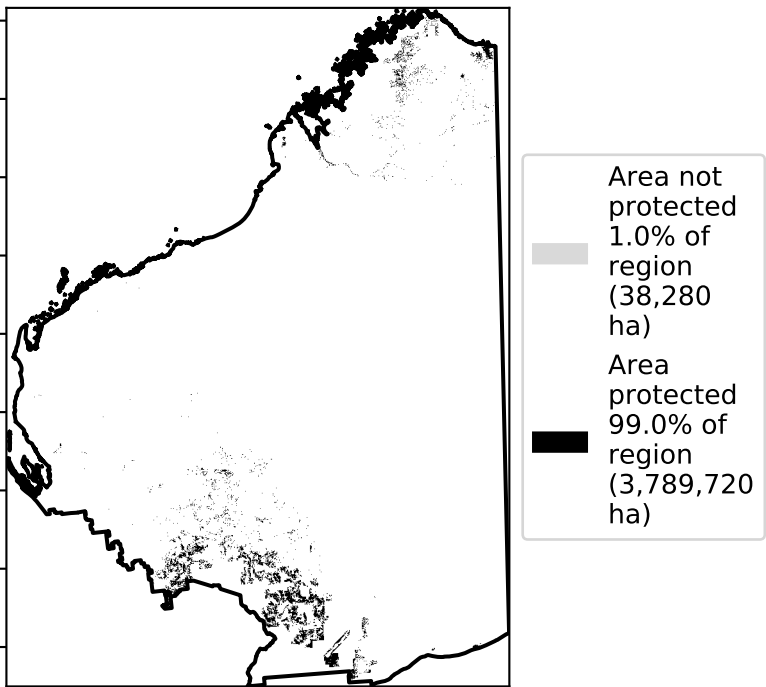 Area not
protected
1.0% of
region
(38,280
ha)
Area
protected
99.0% of
region
(3,789,720
ha)